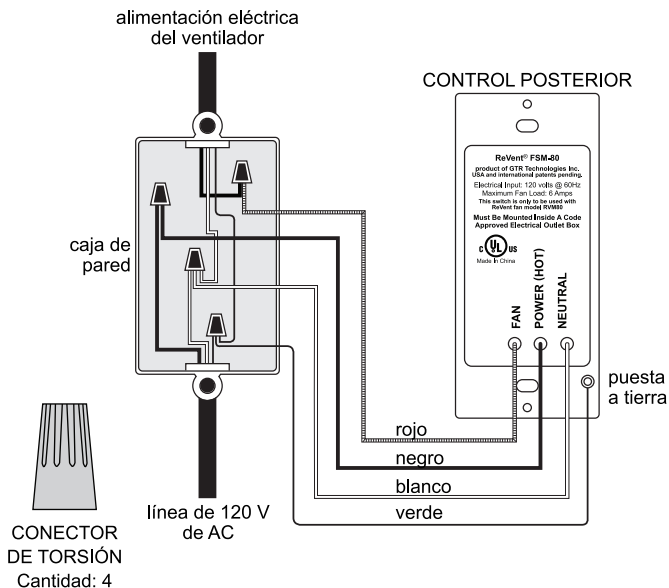 alimentación eléctrica
del ventilador
CONTROL POSTERIOR
ReVent® FSM-80
product of GTR Technologies Inc.
USA and international patents pending.
Electrical Input: 120 volts @ 60Hz
Maximum Fan Load: 6 Amps
This switch is only to be used with
ReVent fan model RVM80
Must Be Mounted Inside A Code
Approved Electrical Outlet Box
C UL US
Made In China
FAN
POWER (HOT)
NEUTRAL
caja de
pared
puesta
a tierra
rojo
negro
blanco
verde
línea de 120 V
de AC
CONECTOR
DE TORSIÓN
Cantidad: 4